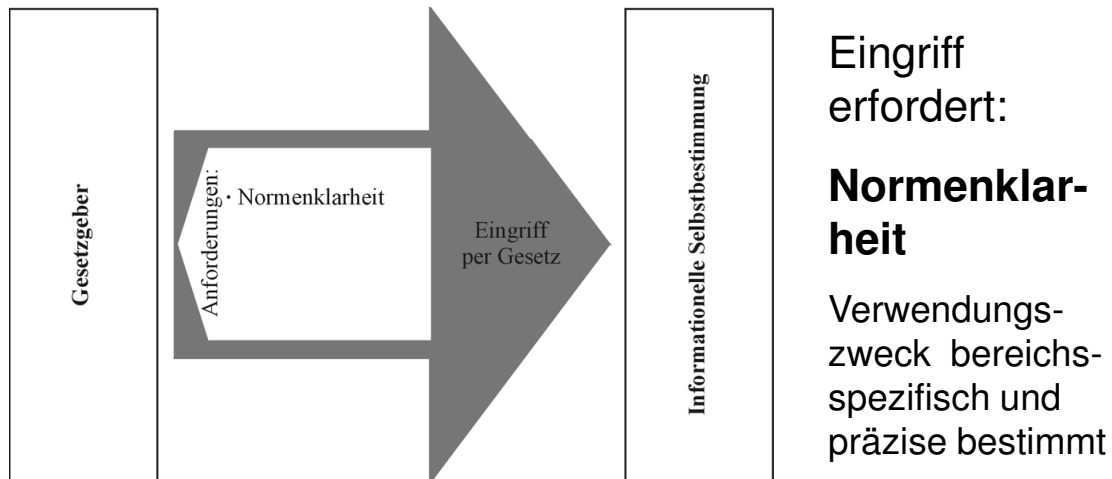 Gesetzgeber
Anforderungen:
· Normenklarheit
Eingriff
per Gesetz
Informationelle Selbstbestimmung
Eingriff
erfordert:
Normenklar-
heit
Verwendungs-
zweck bereichs-
spezifisch und
präzise bestimmt